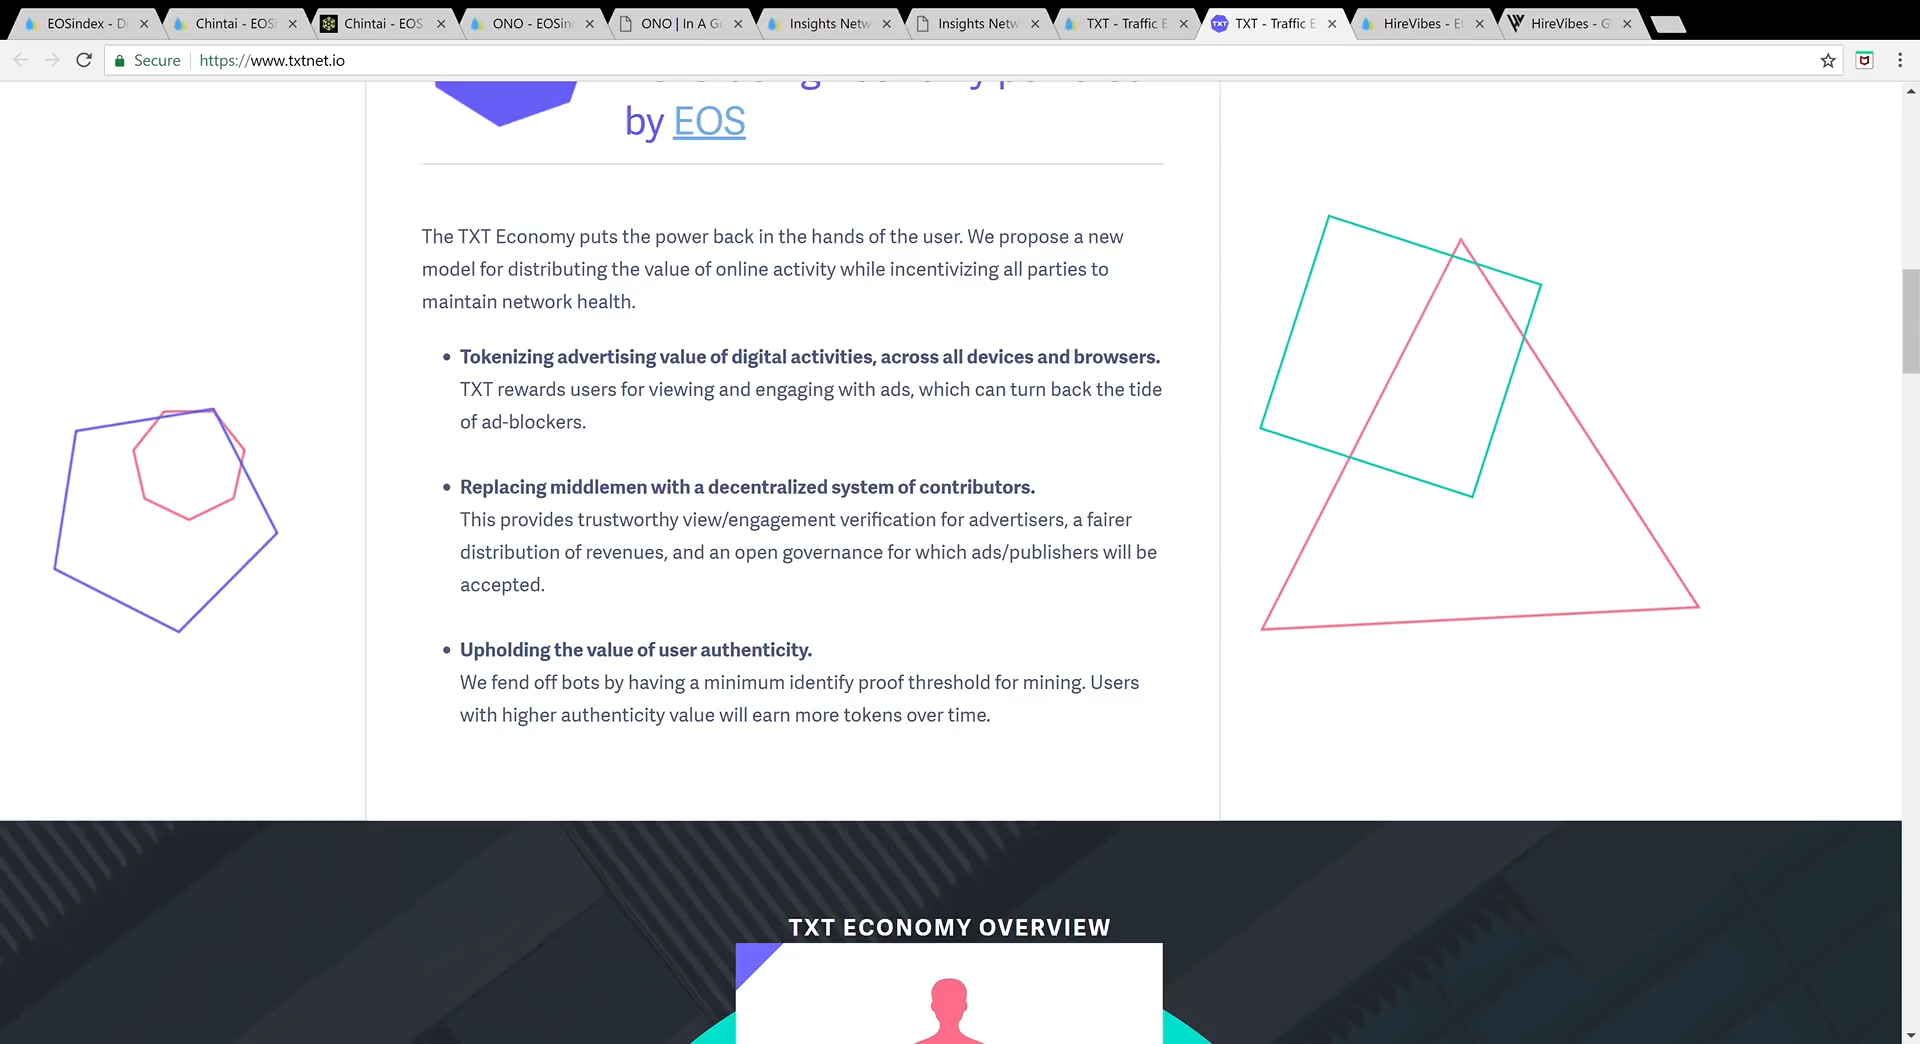 EOSindex - Di
Chintai - EOSi
Chintai - EOS
ONO - EOSin
ONO | In A Go
Insights Netw
Insights Netw
TXT - Traffic E
TXT - Traffic E
HireVibes - EO
HireVibes - G
Secure
https://www.txtnet.io
by EOS
The TXT Economy puts the power back in the hands of the user. We propose a new
model for distributing the value of online activity while incentivizing all parties to
maintain network health.
• Tokenizing advertising value of digital activities, across all devices and browsers.
TXT rewards users for viewing and engaging with ads, which can turn back the tide
of ad-blockers.
• Replacing middlemen with a decentralized system of contributors.
This provides trustworthy view/engagement verification for advertisers, a fairer
distribution of revenues, and an open governance for which ads/publishers will be
accepted.
• Upholding the value of user authenticity.
We fend off bots by having a minimum identify proof threshold for mining. Users
with higher authenticity value will earn more tokens over time.
TXT ECONOMY OVERVIEW